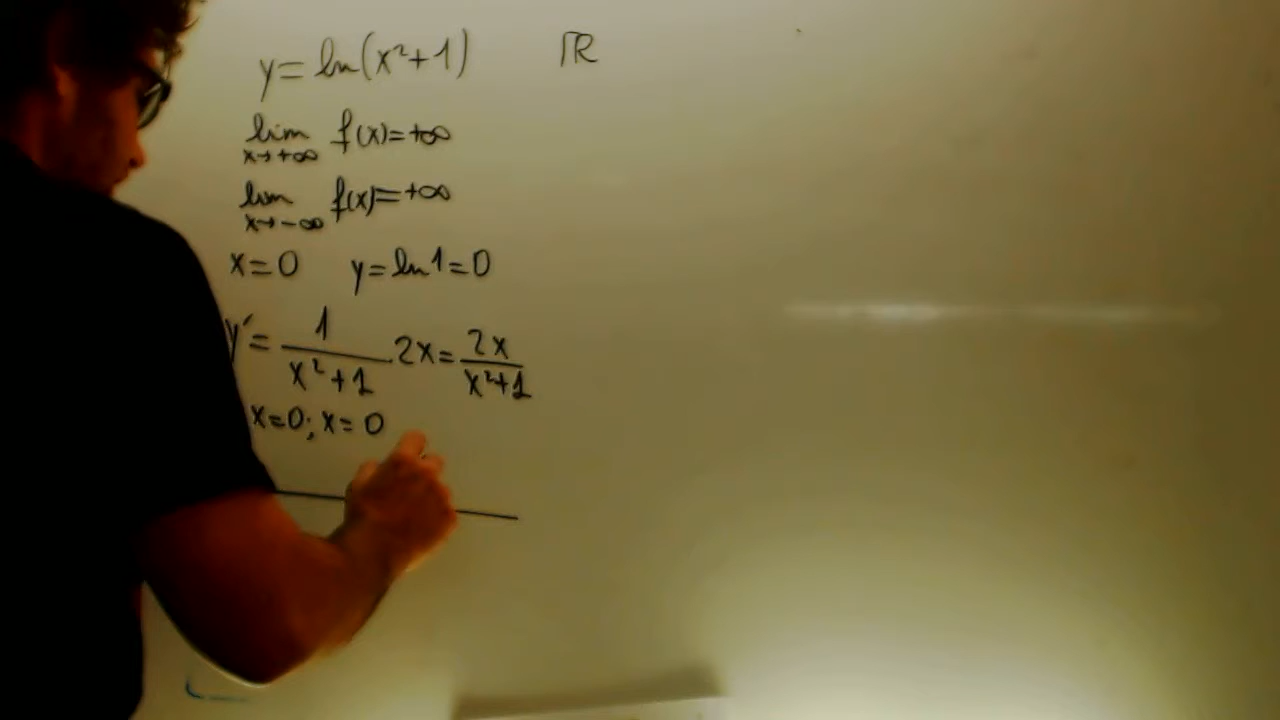 y = ln(x²+1) ℝ
lim f(x)=+∞
x→+∞
lim f(x)=+∞
x→-∞
x=0 y=ln1=0
y′= 1/(x²+1) · 2x = 2x/(x²+1)
x=0; x=0